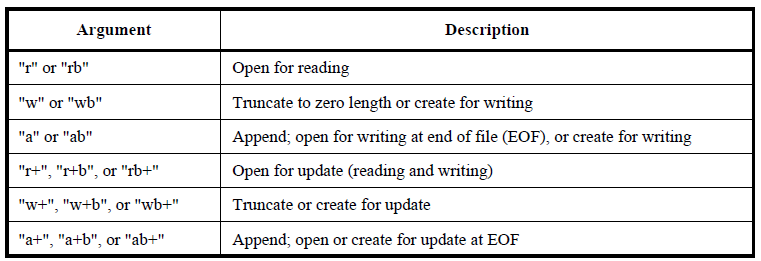 Argument Description
"r" or "rb" Open for reading
"w" or "wb" Truncate to zero length or create for writing
"a" or "ab" Append; open for writing at end of file (EOF), or create for writing
"r+", "r+b", or "rb+" Open for update (reading and writing)
"w+", "w+b", or "wb+" Truncate or create for update
"a+", "a+b", or "ab+" Append; open or create for update at EOF